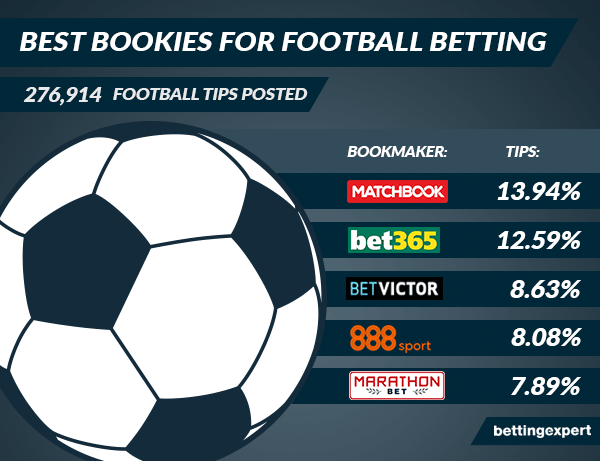 BEST BOOKIES FOR FOOTBALL BETTING
276,914 FOOTBALL TIPS POSTED
BOOKMAKER: TIPS:
MATCHBOOK 13.94%
bet365 12.59%
BETVICTOR 8.63%
888sport 8.08%
MARATHON BET 7.89%
bettingexpert